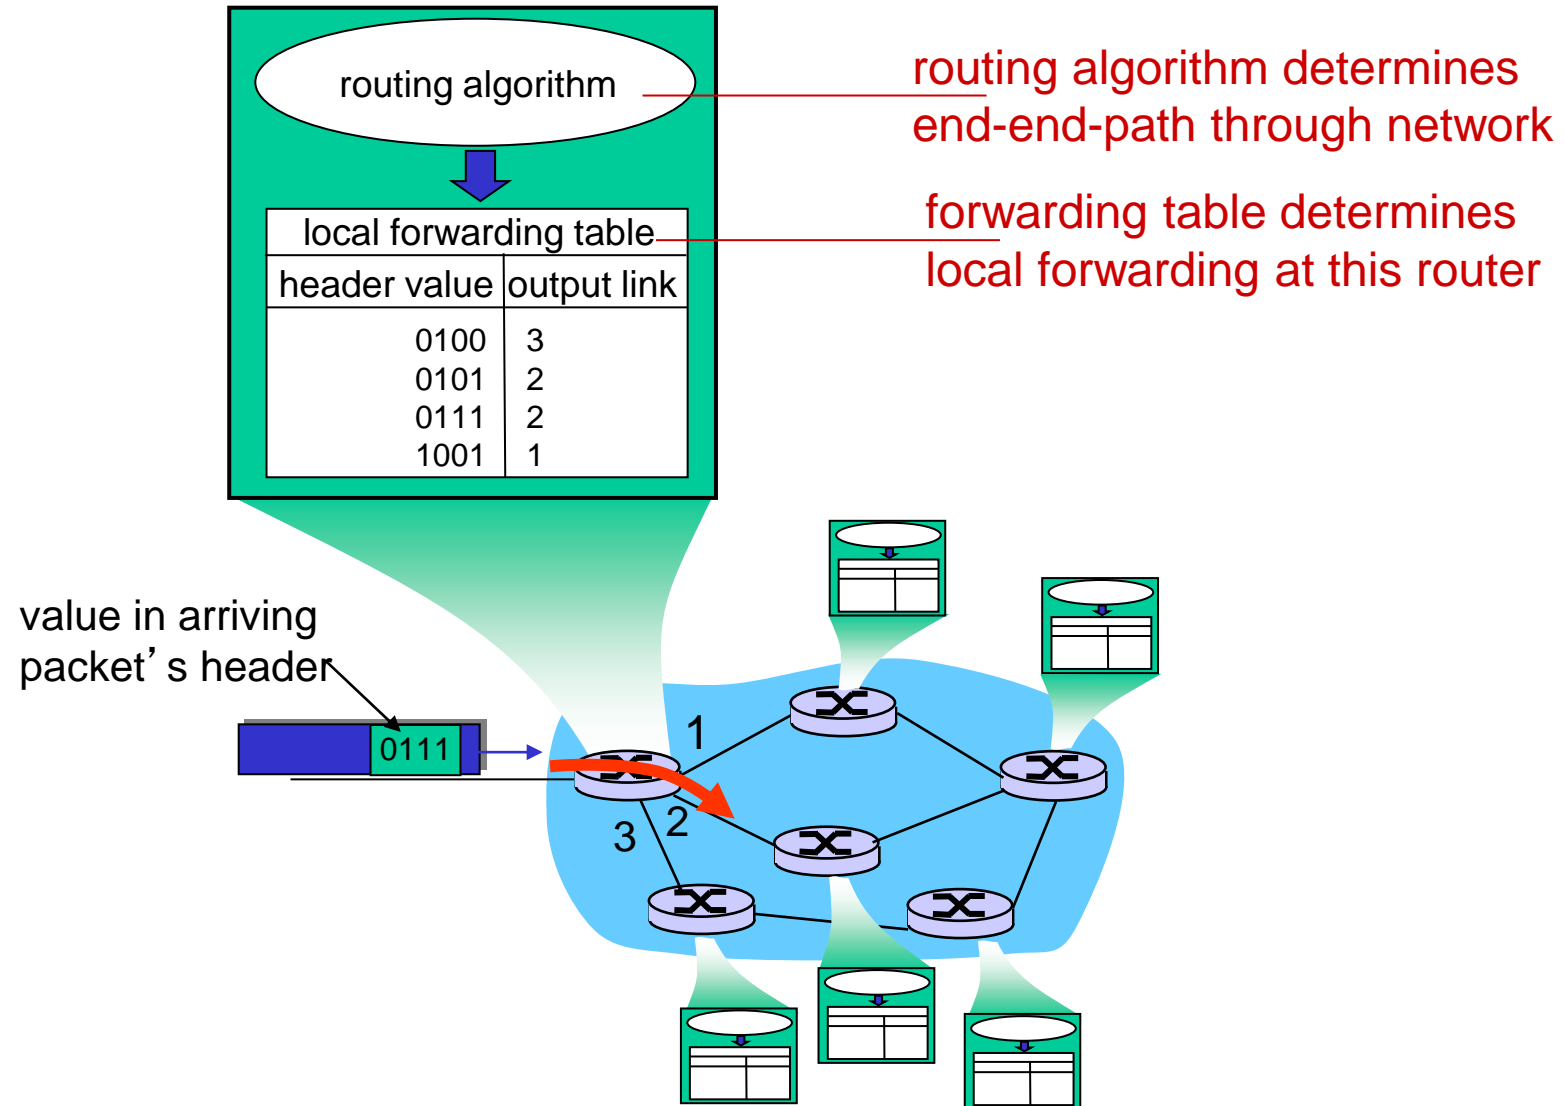 routing algorithm
routing algorithm determines
end-end-path through network
local forwarding table
forwarding table determines
local forwarding at this router
header value output link
0100 3
0101 2
0111 2
1001 1
value in arriving
packet’s header
0111
1
2
3